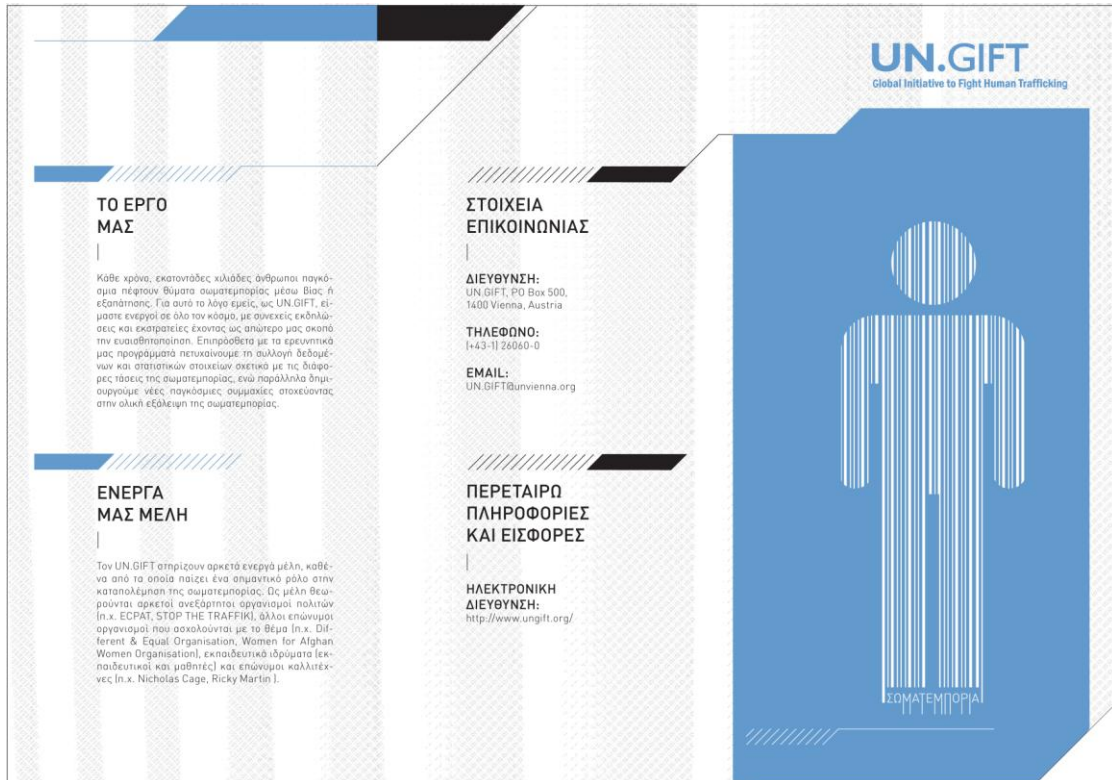 UN.GIFT
Global Initiative to Fight Human Trafficking
ΤΟ ΕΡΓΟ
ΜΑΣ
Κάθε χρόνο, εκατοντάδες χιλιάδες άνθρωποι παγκό-
σμια πέφτουν θύματα σωματεμπορίας μέσω βίας ή
εξαπάτησης. Για αυτό το λόγο εμείς, ως UN.GIFT, εί-
μαστε ενεργοί σε όλο τον κόσμο, με συνεχείς εκδηλώ-
σεις και εκστρατείες έχοντας ως απώτερο μας σκοπό
την ευαισθητοποίηση. Επιπρόσθετα με τα ερευνητικά
μας προγράμματά πετυχαίνουμε τη συλλογή δεδομέ-
νων και στατιστικών στοιχείων σχετικά με τις διάφο-
ρες τάσεις της σωματεμπορίας, ενώ παράλληλα δημι-
ουργούμε νέες παγκόσμιες συμμαχίες στοχεύοντας
στην ολική εξάλειψη της σωματεμπορίας.
ΕΝΕΡΓΑ
ΜΑΣ ΜΕΛΗ
Τον UN.GIFT στηρίζουν αρκετά ενεργά μέλη, καθέ-
να από τα οποία παίζει ένα σημαντικό ρόλο στην
καταπολέμηση της σωματεμπορίας. Ως μέλη θεω-
ρούνται αρκετοί ανεξάρτητοι οργανισμοί πολιτών
(π.χ. ECPAT, STOP THE TRAFFIK), άλλοι επώνυμοι
οργανισμοί που ασχολούνται με το θέμα (π.χ. Dif-
ferent & Equal Organisation, Women for Afghan
Women Organisation), εκπαιδευτικά ιδρύματα (εκ-
παιδευτικοί και μαθητές) και επώνυμοι καλλιτέχ-
νες (π.χ. Nicholas Cage, Ricky Martin ).
ΣΤΟΙΧΕΙΑ
ΕΠΙΚΟΙΝΩΝΙΑΣ
ΔΙΕΥΘΥΝΣΗ:
UN.GIFT, PO Box 500,
1400 Vienna, Austria
ΤΗΛΕΦΩΝΟ:
(+43-1) 26060-0
EMAIL:
UN.GIFT@unvienna.org
ΠΕΡΕΤΑΙΡΩ
ΠΛΗΡΟΦΟΡΙΕΣ
ΚΑΙ ΕΙΣΦΟΡΕΣ
ΗΛΕΚΤΡΟΝΙΚΗ
ΔΙΕΥΘΥΝΣΗ:
http://www.ungift.org/
ΣΩΜΑΤΕΜΠΟΡΙΑ